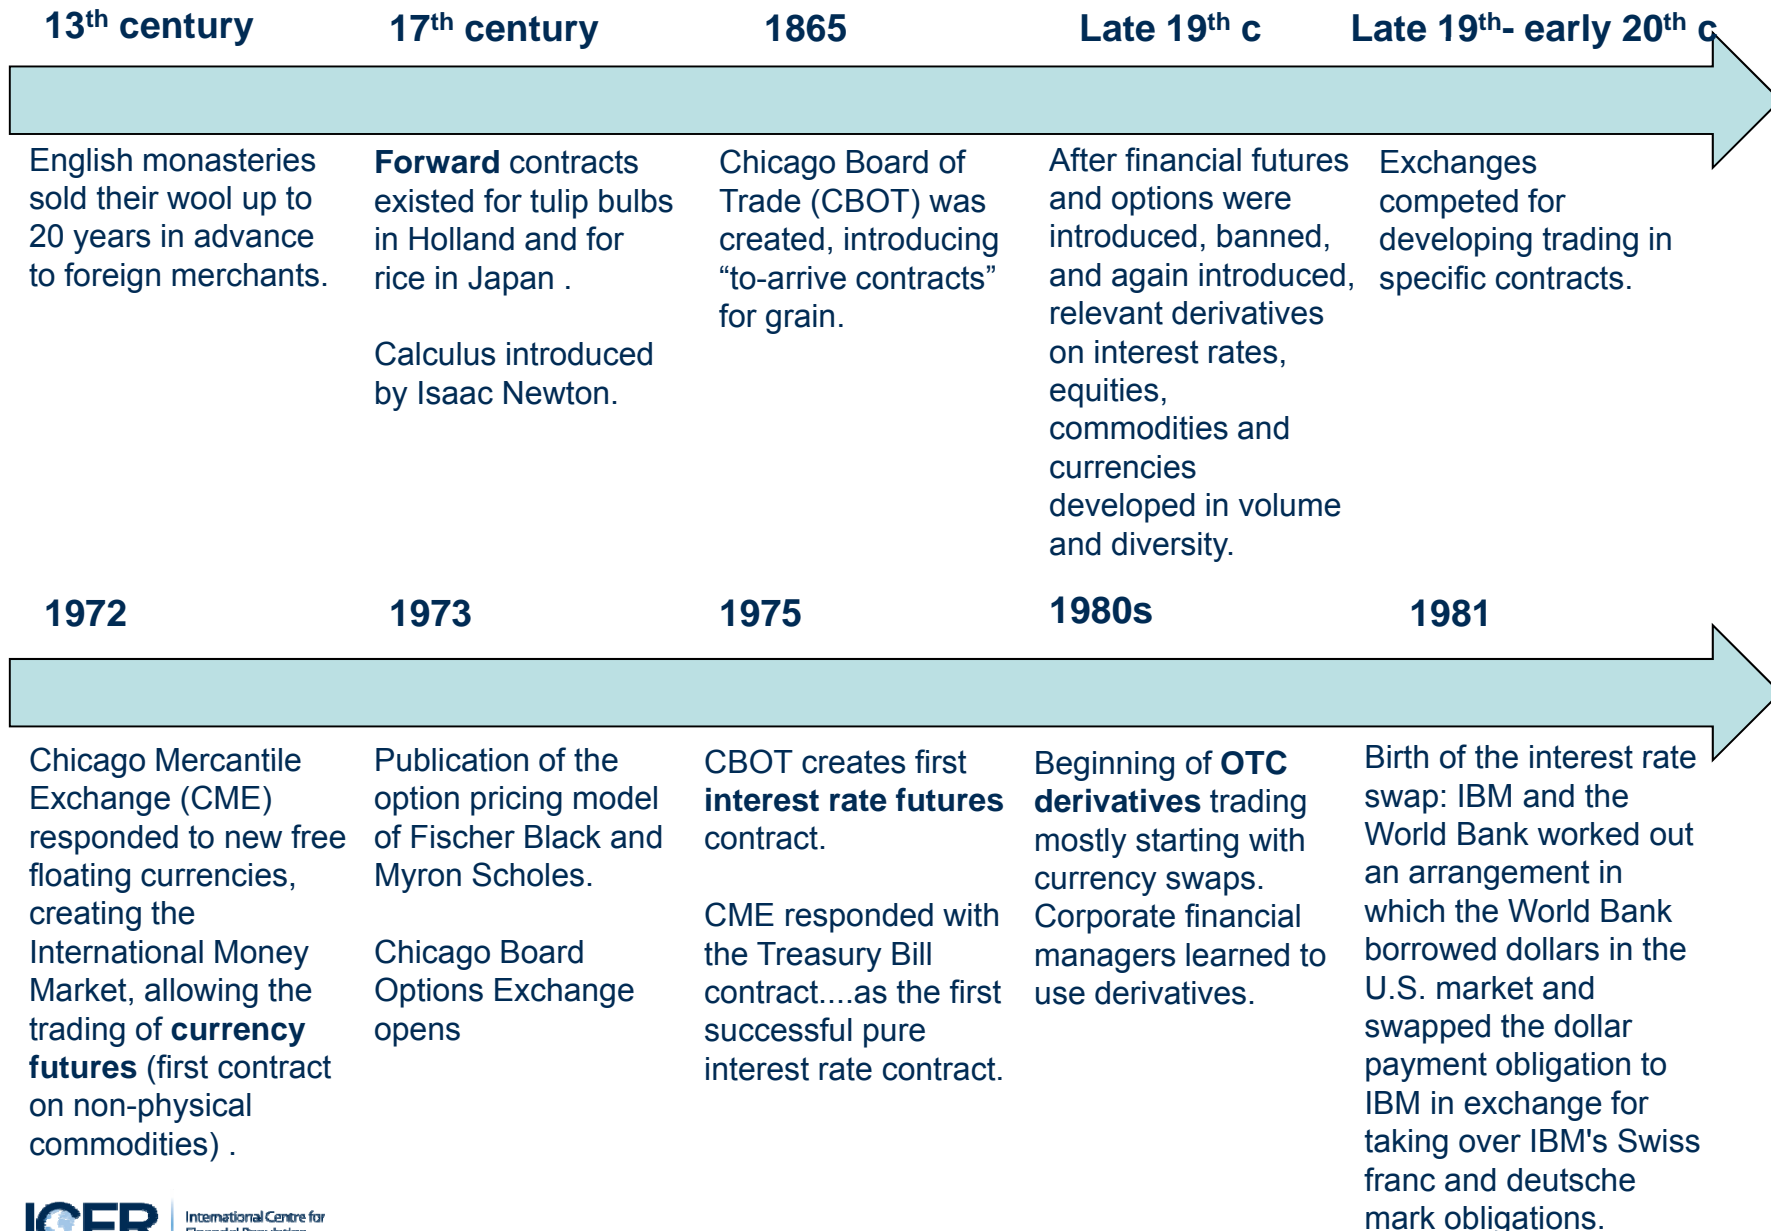 13th century
English monasteries
sold their wool up to
20 years in advance
to foreign merchants.
17th century
Forward contracts
existed for tulip bulbs
in Holland and for
rice in Japan .
Calculus introduced
by Isaac Newton.
1865
Chicago Board of
Trade (CBOT) was
created, introducing
“to-arrive contracts”
for grain.
Late 19th c
After financial futures
and options were
introduced, banned,
and again introduced,
relevant derivatives
on interest rates,
equities,
commodities and
currencies
developed in volume
and diversity.
Late 19th- early 20th c
Exchanges
competed for
developing trading in
specific contracts.
1972
Chicago Mercantile
Exchange (CME)
responded to new free
floating currencies,
creating the
International Money
Market, allowing the
trading of currency
futures (first contract
on non-physical
commodities) .
1973
Publication of the
option pricing model
of Fischer Black and
Myron Scholes.
Chicago Board
Options Exchange
opens
1975
CBOT creates first
interest rate futures
contract.
CME responded with
the Treasury Bill
contract....as the first
successful pure
interest rate contract.
1980s
Beginning of OTC
derivatives trading
mostly starting with
currency swaps.
Corporate financial
managers learned to
use derivatives.
1981
Birth of the interest rate
swap: IBM and the
World Bank worked out
an arrangement in
which the World Bank
borrowed dollars in the
U.S. market and
swapped the dollar
payment obligation to
IBM in exchange for
taking over IBM's Swiss
franc and deutsche
mark obligations.
International Centre for